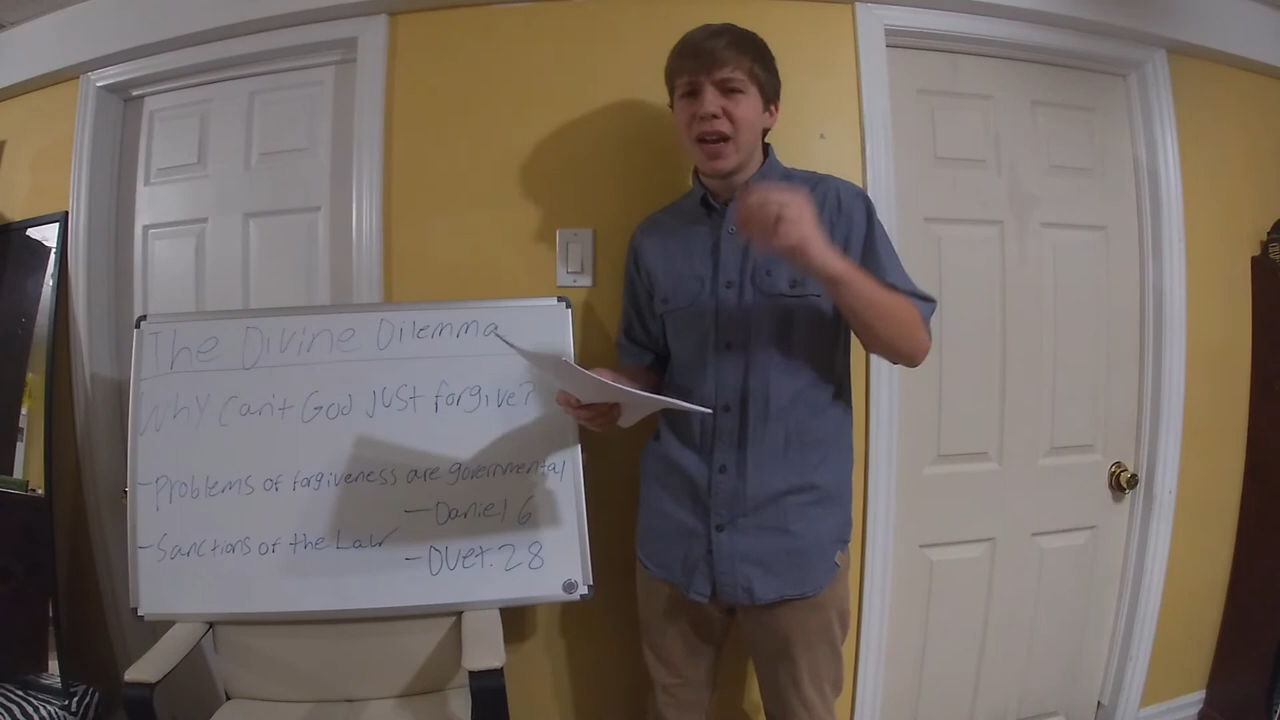 The Divine Dilemma
Why can't God just forgive?
-Problems of forgiveness are governmental
-Daniel 6
-Sanctions of the Law
-Duet. 28